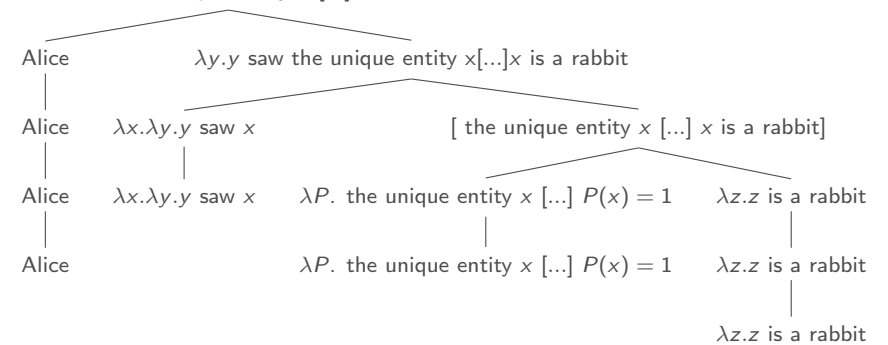 Alice λy.y saw the unique entity x[...]x is a rabbit
Alice λx.λy.y saw x [ the unique entity x [...] x is a rabbit]
Alice λx.λy.y saw x λP. the unique entity x [...] P(x) = 1 λz.z is a rabbit
Alice λP. the unique entity x [...] P(x) = 1 λz.z is a rabbit
λz.z is a rabbit